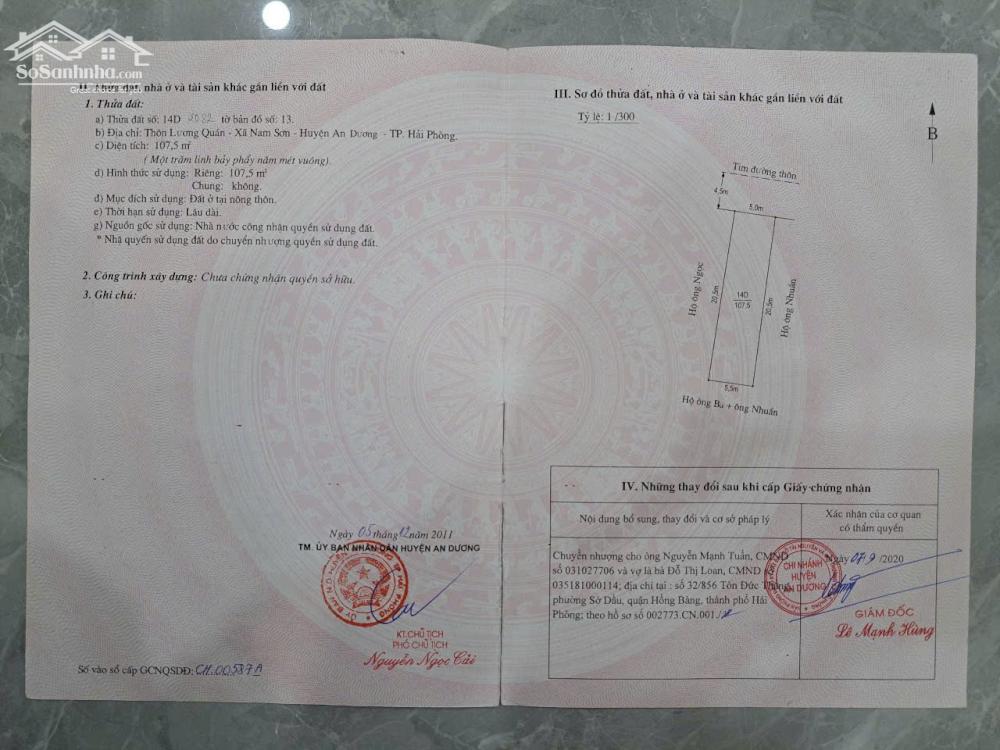 SoSanhnha.com
II. Thửa đất, nhà ở và tài sản khác gắn liền với đất
1. Thửa đất:
a) Thửa đất số: 14D tờ bản đồ số: 13.
b) Địa chỉ: Thôn Lương Quán - Xã Nam Sơn - Huyện An Dương - TP. Hải Phòng.
c) Diện tích: 107,5 m²
( Một trăm linh bảy phẩy năm mét vuông).
d) Hình thức sử dụng: Riêng: 107,5 m²
Chung: không.
đ) Mục đích sử dụng: Đất ở tại nông thôn.
e) Thời hạn sử dụng: Lâu dài.
g) Nguồn gốc sử dụng: Nhà nước công nhận quyền sử dụng đất.
* Nhã quyền sử dụng đất do chuyển nhượng quyền sử dụng đất.
2. Công trình xây dựng: Chưa chứng nhận quyền sở hữu.
3. Ghi chú:
Ngày 05 tháng 12 năm 2011
TM. ỦY BAN NHÂN DÂN HUYỆN AN DƯƠNG
KT.CHỦ TỊCH
PHÓ CHỦ TỊCH
Nguyễn Ngọc Cải
Số vào sổ cấp GCNQSDĐ: CH.00587A
III. Sơ đồ thửa đất, nhà ở và tài sản khác gắn liền với đất
Tỷ lệ: 1/300
B
Tim đường thôn
4,5m
5,0m
Hộ ông Ngọc
20,5m
14D
107,5
20,5m
Hộ ông Nhuần
5,5m
Hộ ông Ba + ông Nhuần
IV. Những thay đổi sau khi cấp Giấy chứng nhận
Nội dung bổ sung, thay đổi và cơ sở pháp lý
Xác nhận của cơ quan
có thẩm quyền
Chuyển nhượng cho ông Nguyễn Mạnh Tuấn, CMND
số 031027706 và vợ là bà Đỗ Thị Loan, CMND số
035181000114; địa chỉ tại : số 32/856 Tôn Đức Thắng,
phường Sở Dầu, quận Hồng Bàng, thành phố Hải
Phòng; theo hồ sơ số 002773.CN.001./.
Ngày 07/9 /2020
CHI NHÁNH
HUYỆN
AN DƯƠNG
GIÁM ĐỐC
Lê Mạnh Hùng